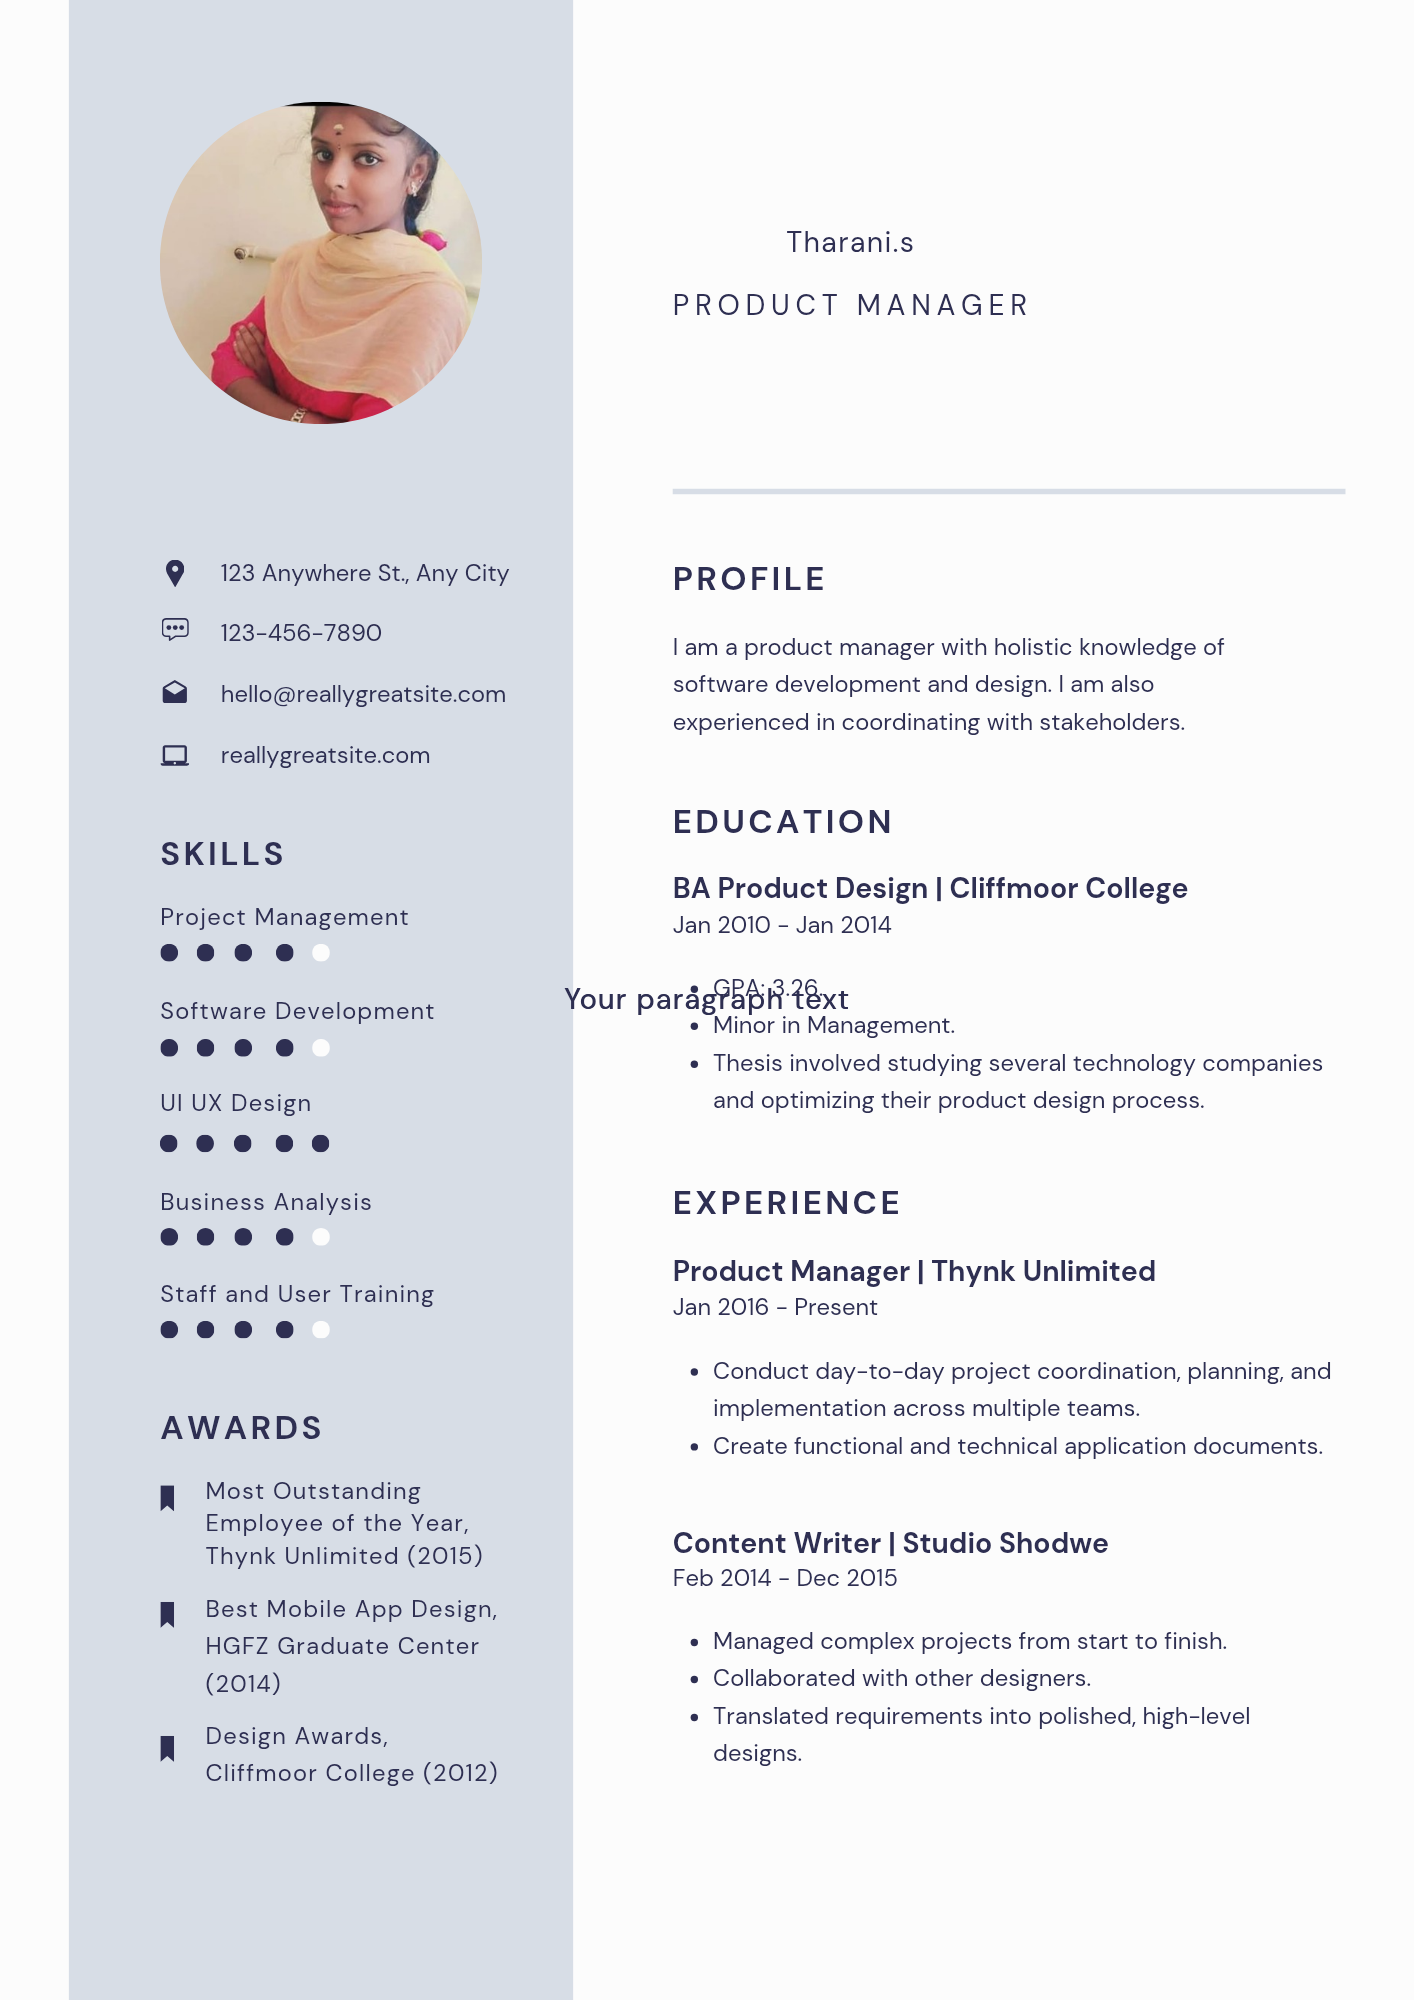 Tharani.s
PRODUCT MANAGER
123 Anywhere St., Any City
123-456-7890
hello@reallygreatsite.com
reallygreatsite.com
SKILLS
Project Management
Software Development
UI UX Design
Business Analysis
Staff and User Training
AWARDS
Most Outstanding
Employee of the Year,
Thynk Unlimited (2015)
Best Mobile App Design,
HGFZ Graduate Center
(2014)
Design Awards,
Cliffmoor College (2012)
PROFILE
I am a product manager with holistic knowledge of
software development and design. I am also
experienced in coordinating with stakeholders.
EDUCATION
BA Product Design | Cliffmoor College
Jan 2010 - Jan 2014
GPA: 3.26.
Your paragraph text
Minor in Management.
Thesis involved studying several technology companies
and optimizing their product design process.
EXPERIENCE
Product Manager | Thynk Unlimited
Jan 2016 - Present
Conduct day-to-day project coordination, planning, and
implementation across multiple teams.
Create functional and technical application documents.
Content Writer | Studio Shodwe
Feb 2014 - Dec 2015
Managed complex projects from start to finish.
Collaborated with other designers.
Translated requirements into polished, high-level
designs.